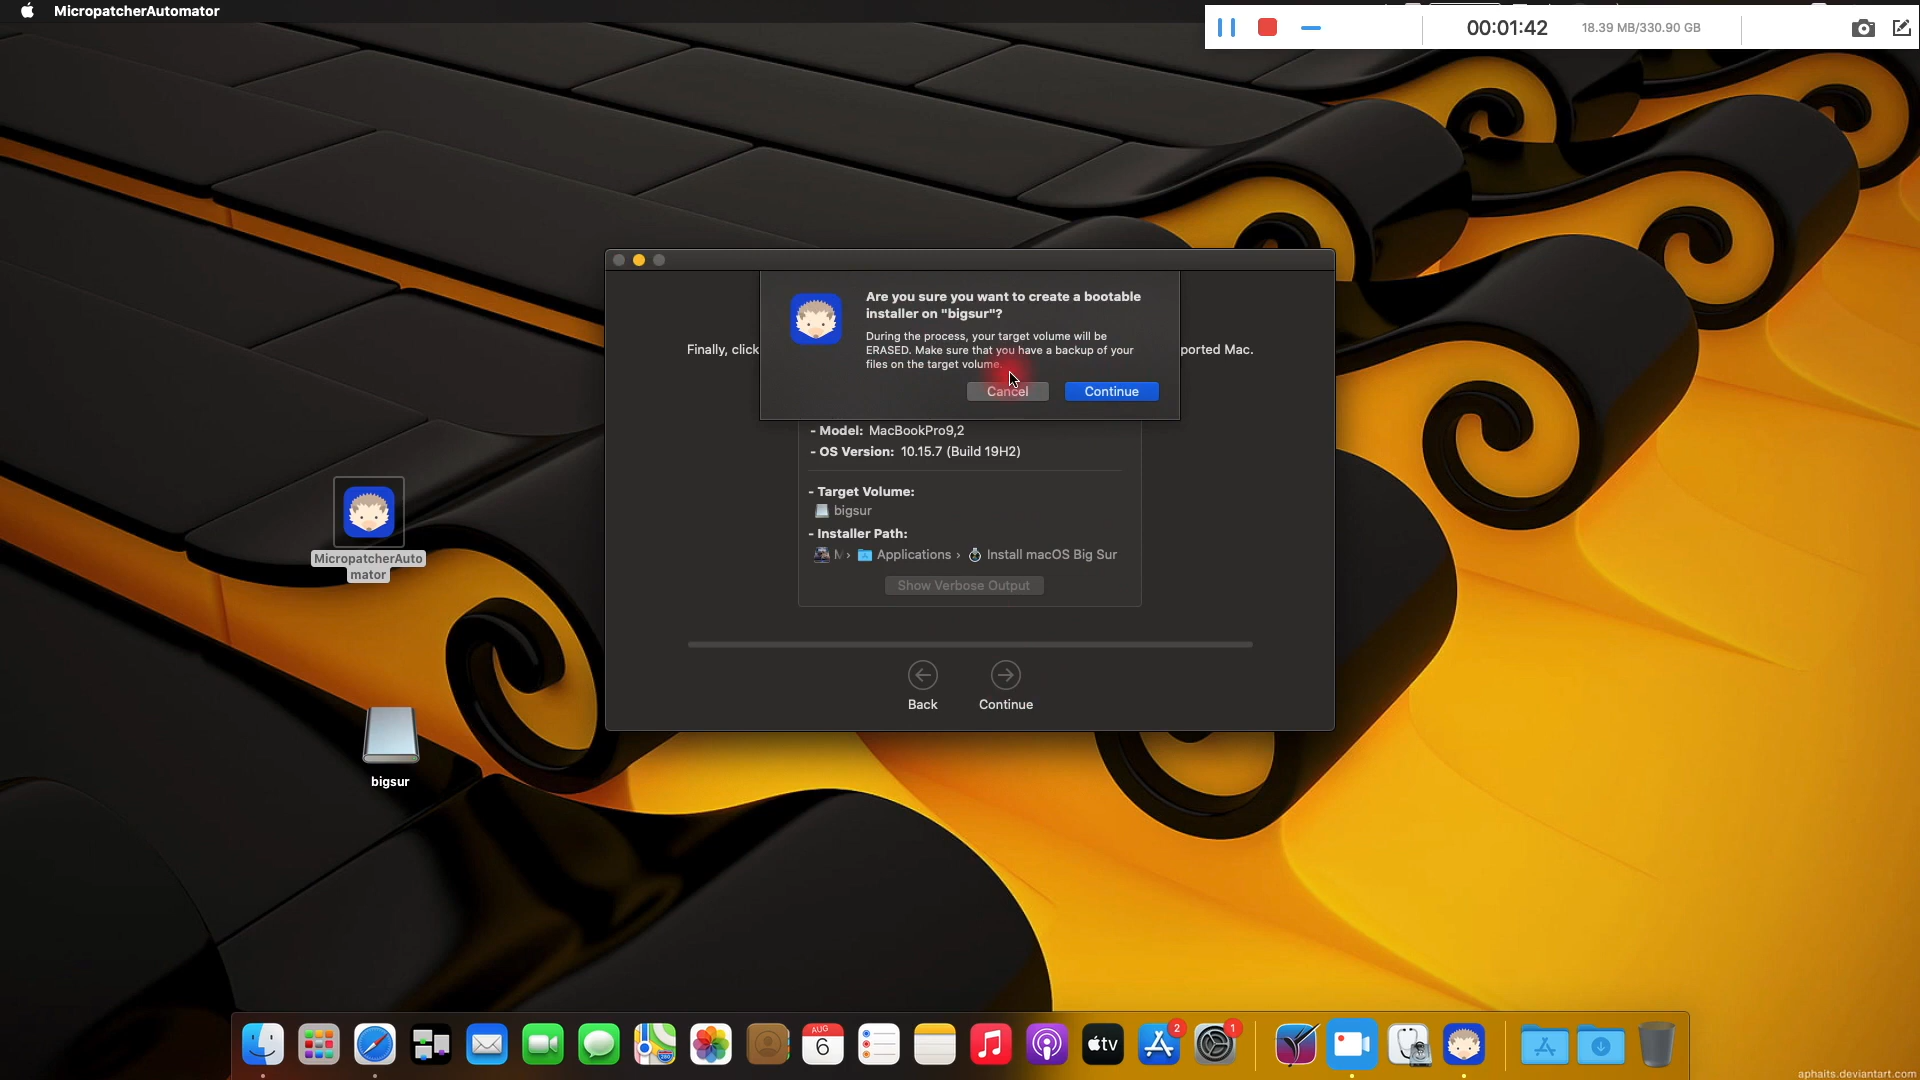 MicropatcherAutomator
00:01:42
18.39 MB/330.90 GB
Are you sure you want to create a bootable
installer on "bigsur"?
During the process, your target volume will be
ERASED. Make sure that you have a backup of your
files on the target volume.
Cancel
Continue
Finally, click
ported Mac.
- Model: MacBookPro9,2
- OS Version: 10.15.7 (Build 19H2)
- Target Volume:
bigsur
- Installer Path:
M › Applications › Install macOS Big Sur
Show Verbose Output
Back
Continue
MicropatcherAuto
mator
bigsur
280
AUG
6
tv
2
1
aphaits.deviantart.com